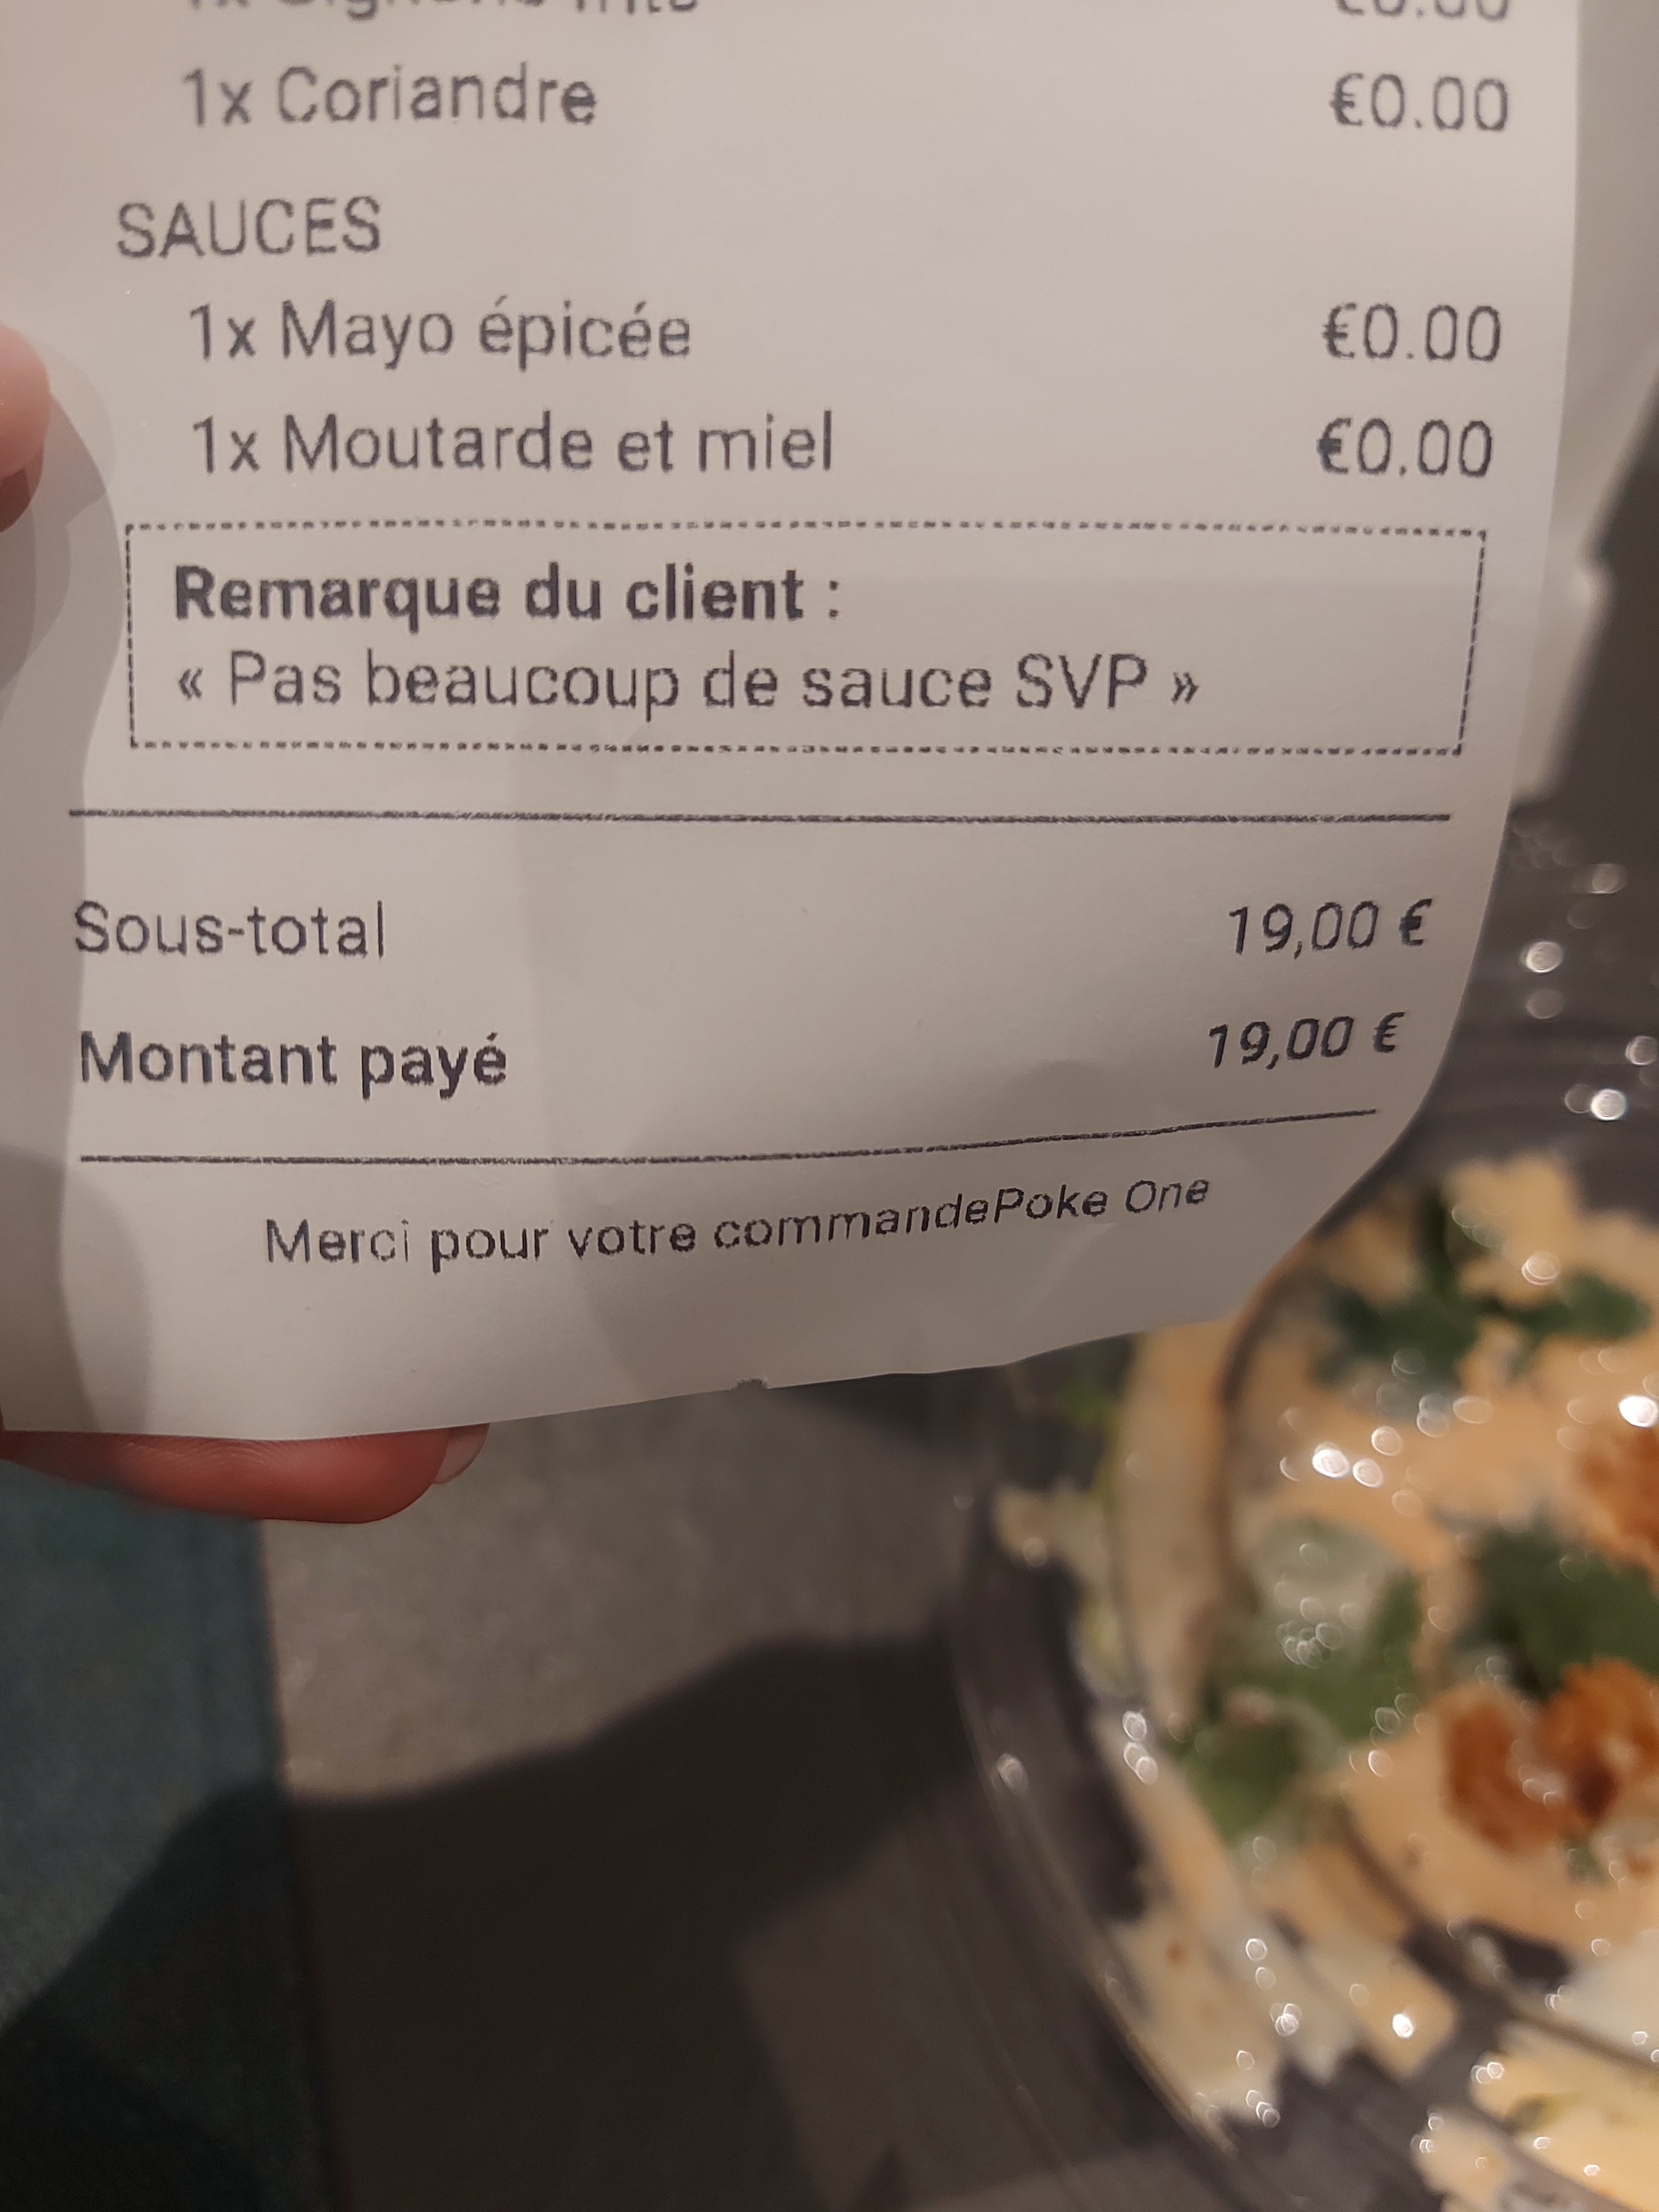 1x Coriandre €0.00
SAUCES
1x Mayo épicée €0.00
1x Moutarde et miel €0.00
Remarque du client :
« Pas beaucoup de sauce SVP »
Sous-total 19,00 €
Montant payé 19,00 €
Merci pour votre commandePoke One